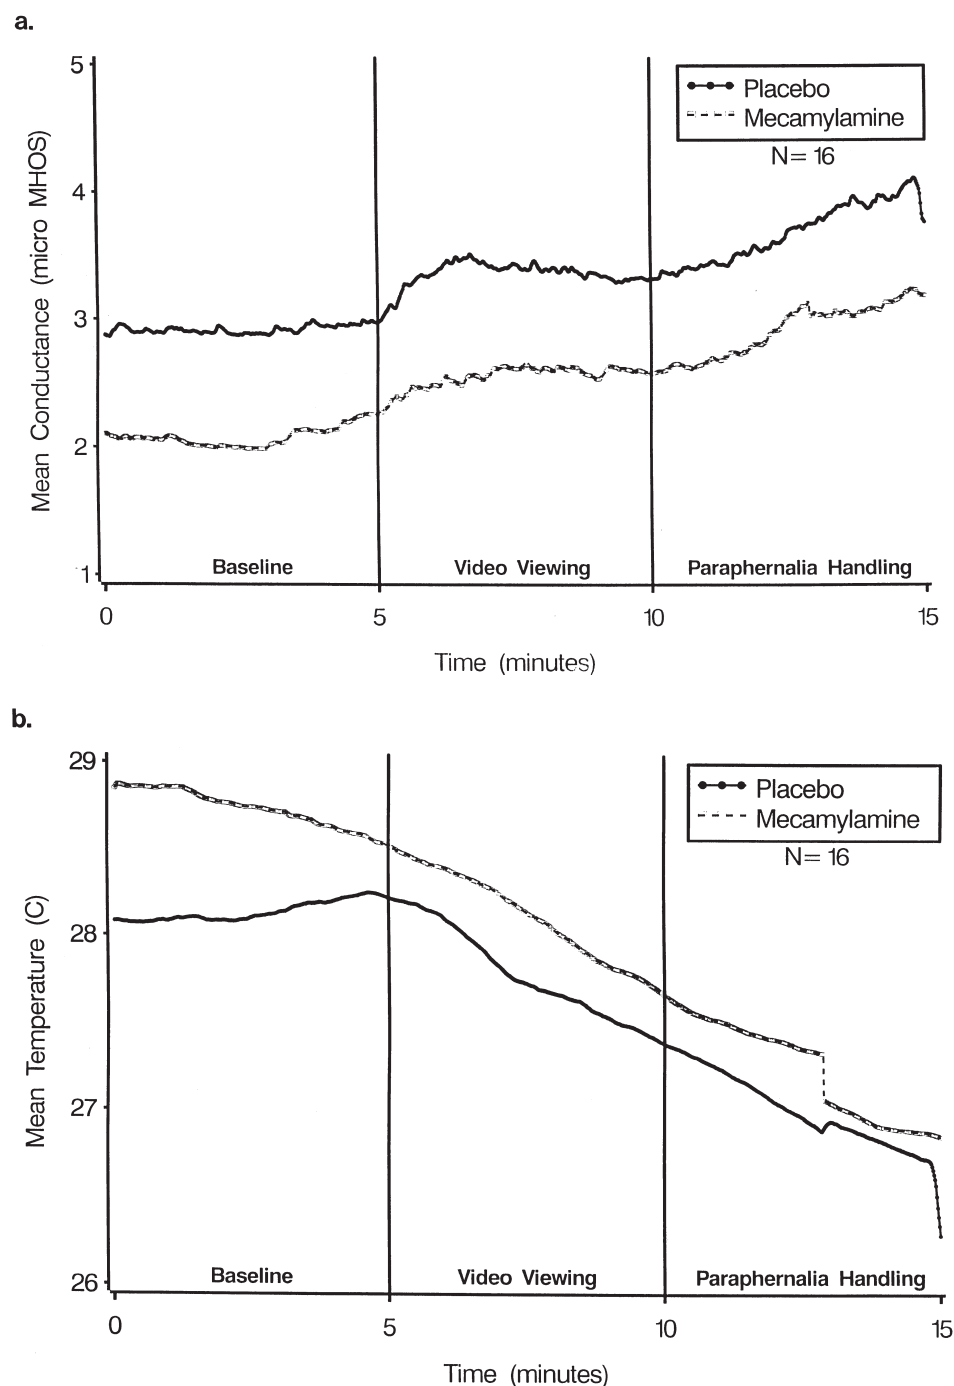 a.
5
4
3
2
1
Mean Conductance (micro MHOS)
Placebo
Mecamylamine
N= 16
Baseline
Video Viewing
Paraphernalia Handling
0
5
10
15
Time (minutes)
b.
29
28
27
26
Mean Temperature (C)
Placebo
Mecamylamine
N= 16
Baseline
Video Viewing
Paraphernalia Handling
0
5
10
15
Time (minutes)